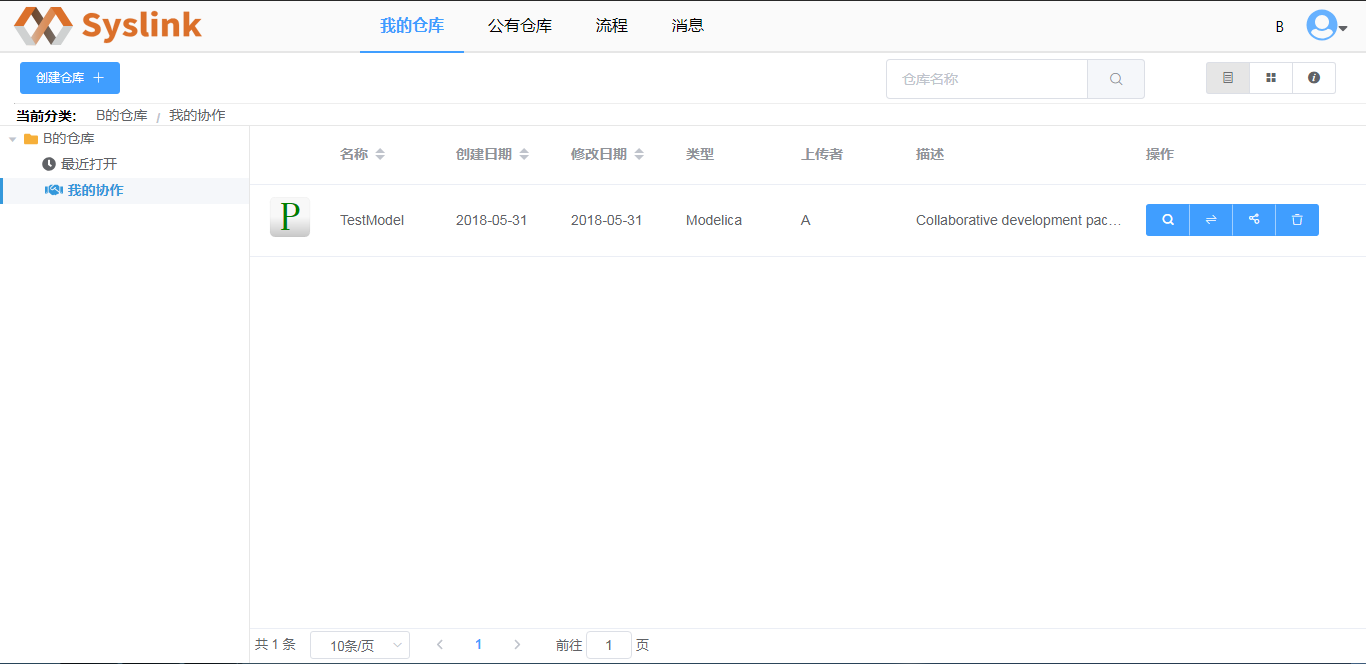 Syslink 我的仓库 公有仓库 流程 消息 B
创建仓库 仓库名称
当前分类： B的仓库 / 我的协作
B的仓库
最近打开
我的协作
名称 创建日期 修改日期 类型 上传者 描述 操作
P TestModel 2018-05-31 2018-05-31 Modelica A Collaborative development pac...
共 1 条 10条/页 1 前往 1 页